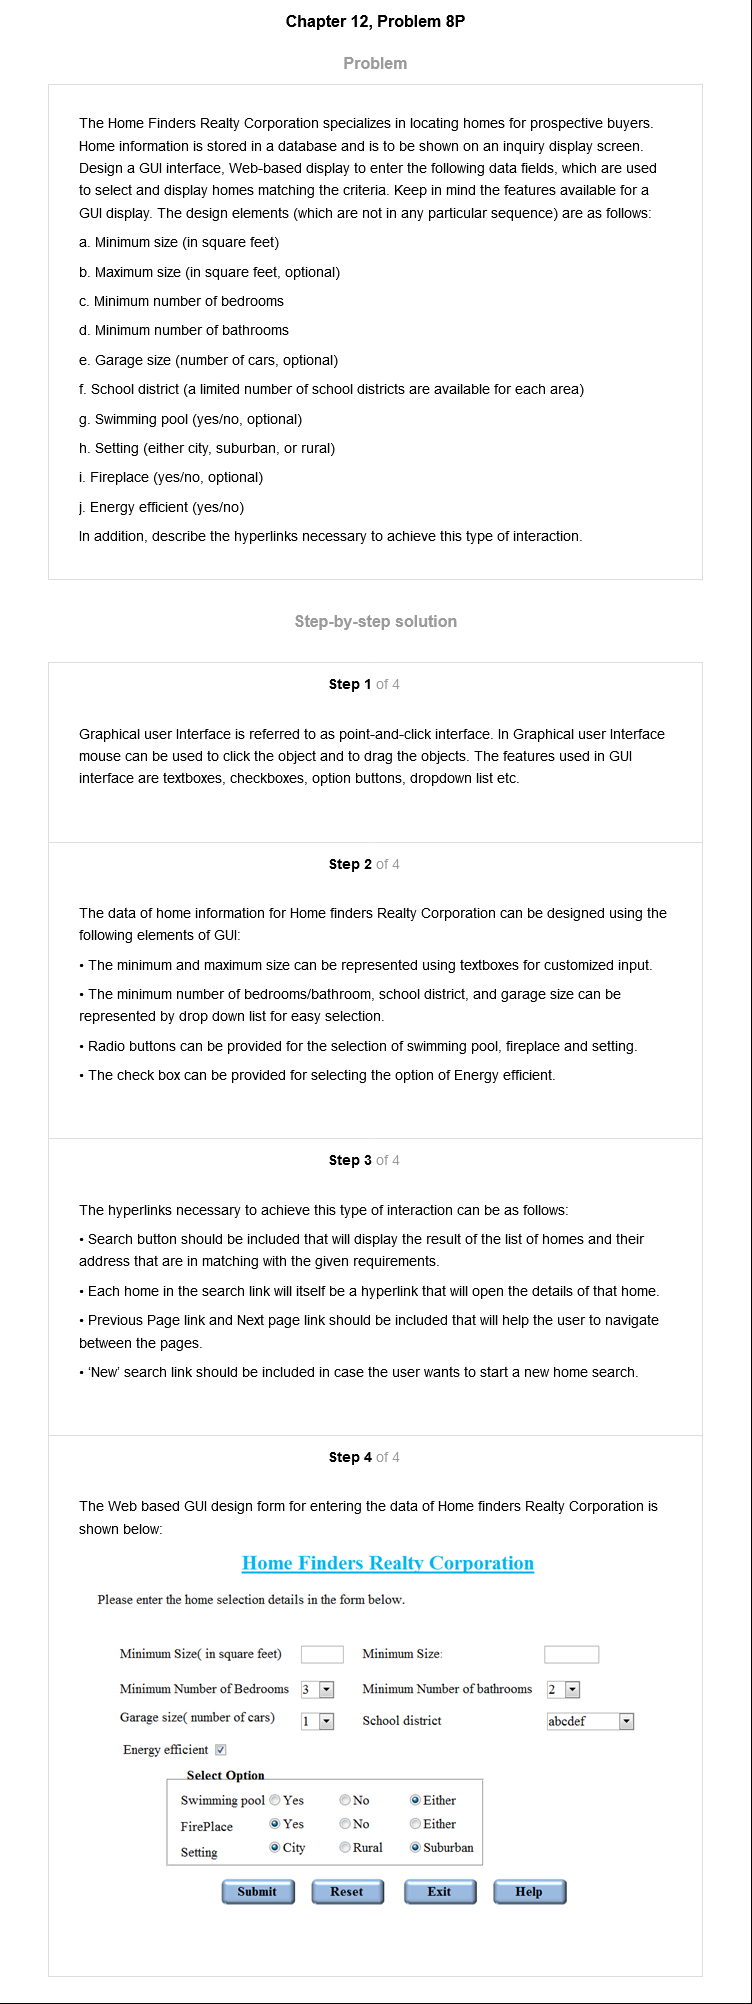 Chapter 12, Problem 8P
Problem
The Home Finders Realty Corporation specializes in locating homes for prospective buyers.
Home information is stored in a database and is to be shown on an inquiry display screen.
Design a GUI interface, Web-based display to enter the following data fields, which are used
to select and display homes matching the criteria. Keep in mind the features available for a
GUI display. The design elements (which are not in any particular sequence) are as follows:
a. Minimum size (in square feet)
b. Maximum size (in square feet, optional)
c. Minimum number of bedrooms
d. Minimum number of bathrooms
e. Garage size (number of cars, optional)
f. School district (a limited number of school districts are available for each area)
g. Swimming pool (yes/no, optional)
h. Setting (either city, suburban, or rural)
i. Fireplace (yes/no, optional)
j. Energy efficient (yes/no)
In addition, describe the hyperlinks necessary to achieve this type of interaction.
Step-by-step solution
Step 1 of 4
Graphical user Interface is referred to as point-and-click interface. In Graphical user Interface
mouse can be used to click the object and to drag the objects. The features used in GUI
interface are textboxes, checkboxes, option buttons, dropdown list etc.
Step 2 of 4
The data of home information for Home finders Realty Corporation can be designed using the
following elements of GUI:
• The minimum and maximum size can be represented using textboxes for customized input.
• The minimum number of bedrooms/bathroom, school district, and garage size can be
represented by drop down list for easy selection.
• Radio buttons can be provided for the selection of swimming pool, fireplace and setting.
• The check box can be provided for selecting the option of Energy efficient.
Step 3 of 4
The hyperlinks necessary to achieve this type of interaction can be as follows:
• Search button should be included that will display the result of the list of homes and their
address that are in matching with the given requirements.
• Each home in the search link will itself be a hyperlink that will open the details of that home.
• Previous Page link and Next page link should be included that will help the user to navigate
between the pages.
• ‘New’ search link should be included in case the user wants to start a new home search.
Step 4 of 4
The Web based GUI design form for entering the data of Home finders Realty Corporation is
shown below:
Home Finders Realty Corporation
Please enter the home selection details in the form below.
Minimum Size( in square feet) Minimum Size:
Minimum Number of Bedrooms 3 Minimum Number of bathrooms 2
Garage size( number of cars) 1 School district abcdef
Energy efficient
Select Option
Swimming pool Yes No Either
FirePlace Yes No Either
Setting City Rural Suburban
Submit Reset Exit Help